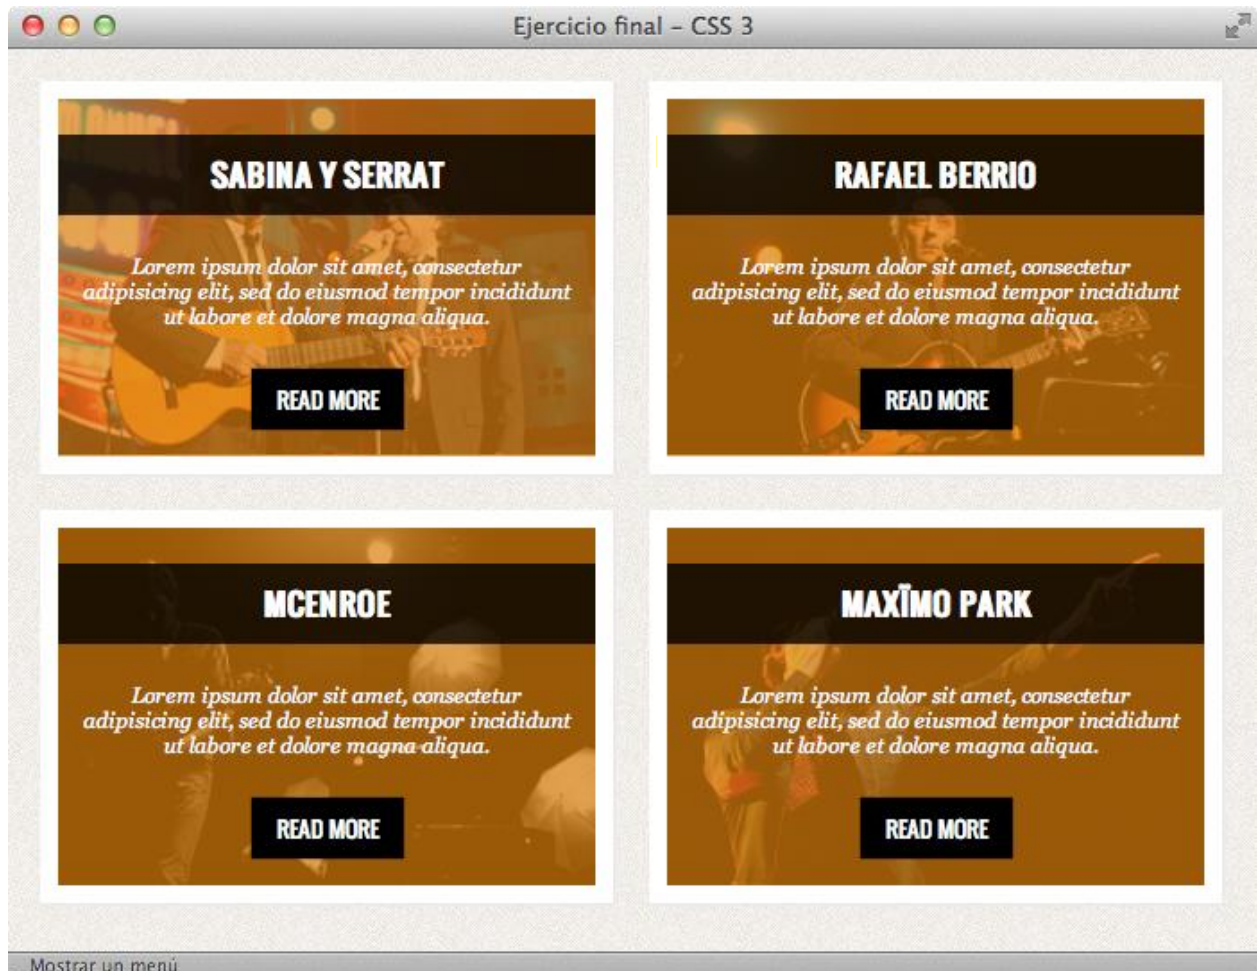 Ejercicio final – CSS 3
SABINA Y SERRAT
Lorem ipsum dolor sit amet, consectetur
adipisicing elit, sed do eiusmod tempor incididunt
ut labore et dolore magna aliqua.
READ MORE
RAFAEL BERRIO
Lorem ipsum dolor sit amet, consectetur
adipisicing elit, sed do eiusmod tempor incididunt
ut labore et dolore magna aliqua.
READ MORE
MCENROE
Lorem ipsum dolor sit amet, consectetur
adipisicing elit, sed do eiusmod tempor incididunt
ut labore et dolore magna aliqua.
READ MORE
MAXÏMO PARK
Lorem ipsum dolor sit amet, consectetur
adipisicing elit, sed do eiusmod tempor incididunt
ut labore et dolore magna aliqua.
READ MORE
Mostrar un menú